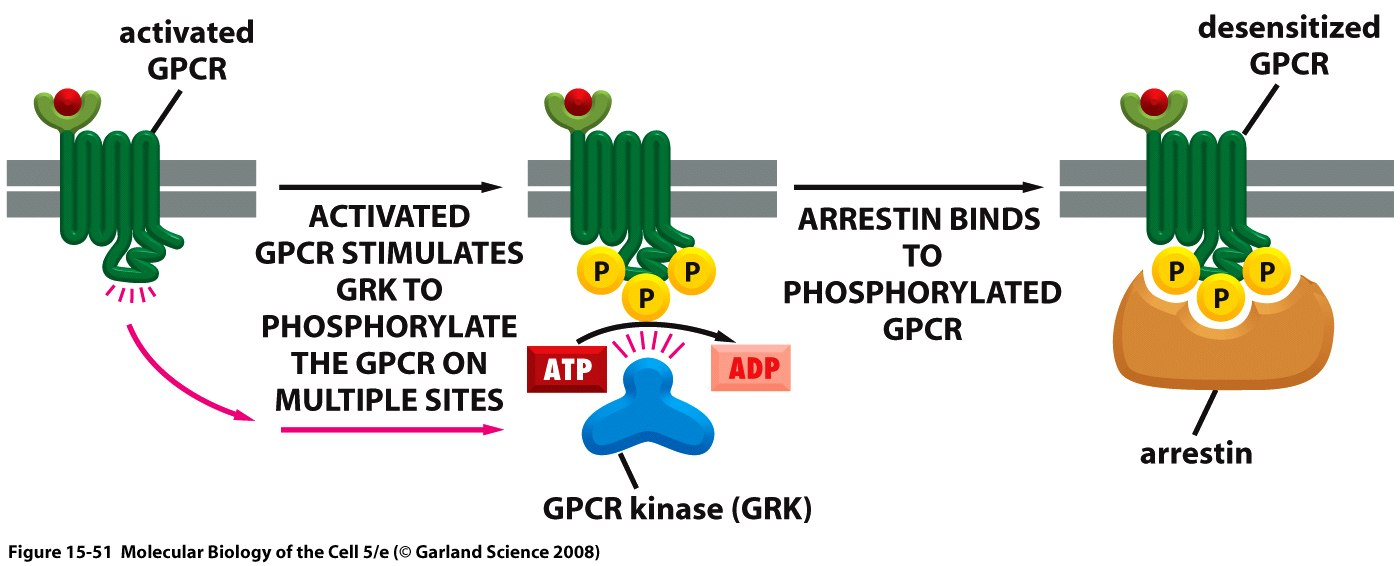 activated
GPCR
desensitized
GPCR
ACTIVATED
GPCR STIMULATES
GRK TO
PHOSPHORYLATE
THE GPCR ON
MULTIPLE SITES
P
P
P
ATP
ADP
GPCR kinase (GRK)
ARRESTIN BINDS
TO
PHOSPHORYLATED
GPCR
P
P
P
arrestin
Figure 15-51 Molecular Biology of the Cell 5/e (© Garland Science 2008)